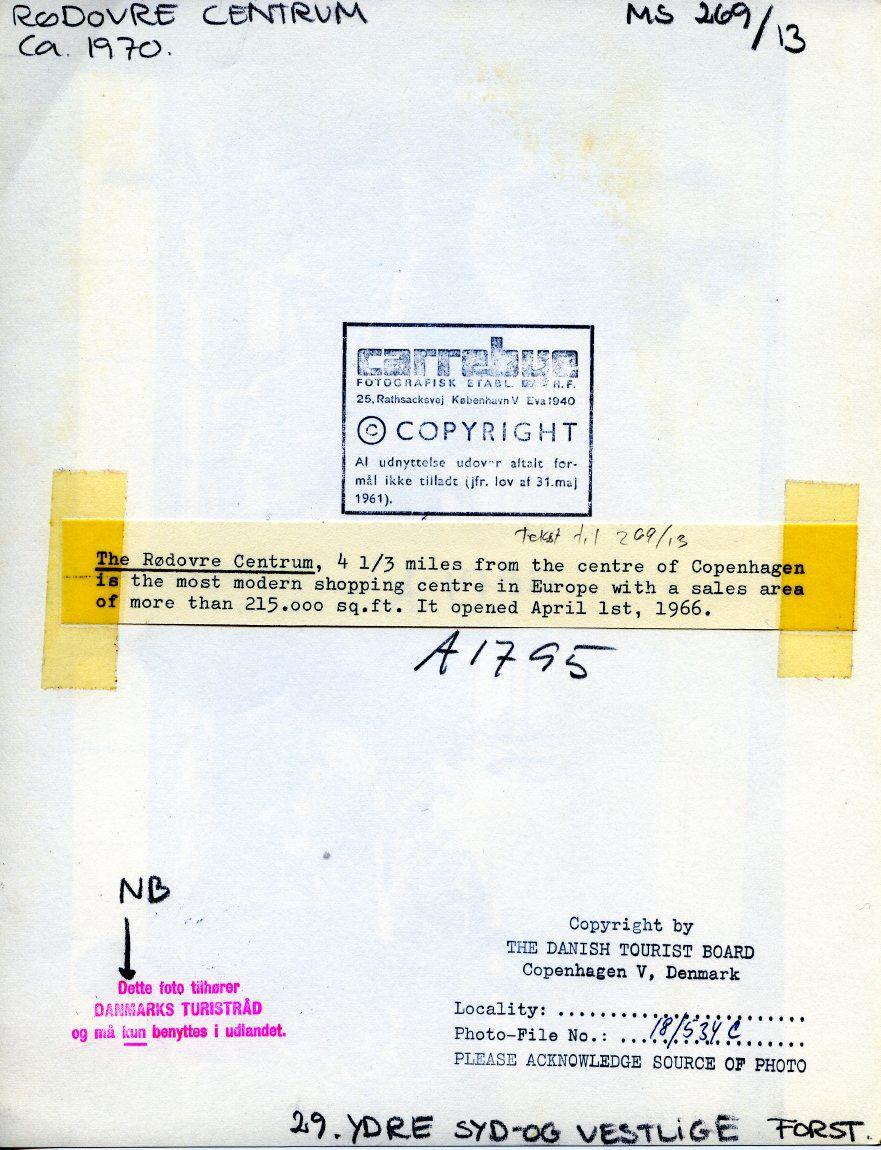 RØDOVRE CENTRUM
Ca. 1970.
MS 269/13
carrebye
FOTOGRAFISK ETABL. H.F.
25, Rathsacksvej København V Eva 1940
© COPYRIGHT
Al udnyttelse udover aftalt for-
mål ikke tilladt (jfr. lov af 31. maj
1961).
Tekst til 269/13
The Rødovre Centrum, 4 1/3 miles from the centre of Copenhagen
is the most modern shopping centre in Europe with a sales area
of more than 215.000 sq.ft. It opened April 1st, 1966.
A1795
NB
Dette foto tilhører
DANMARKS TURISTRÅD
og må kun benyttes i udlandet.
Copyright by
THE DANISH TOURIST BOARD
Copenhagen V, Denmark
Locality: ........................
Photo-File No.: ....18/534 C........
PLEASE ACKNOWLEDGE SOURCE OF PHOTO
29. YDRE SYD-OG VESTLIGE FORST.